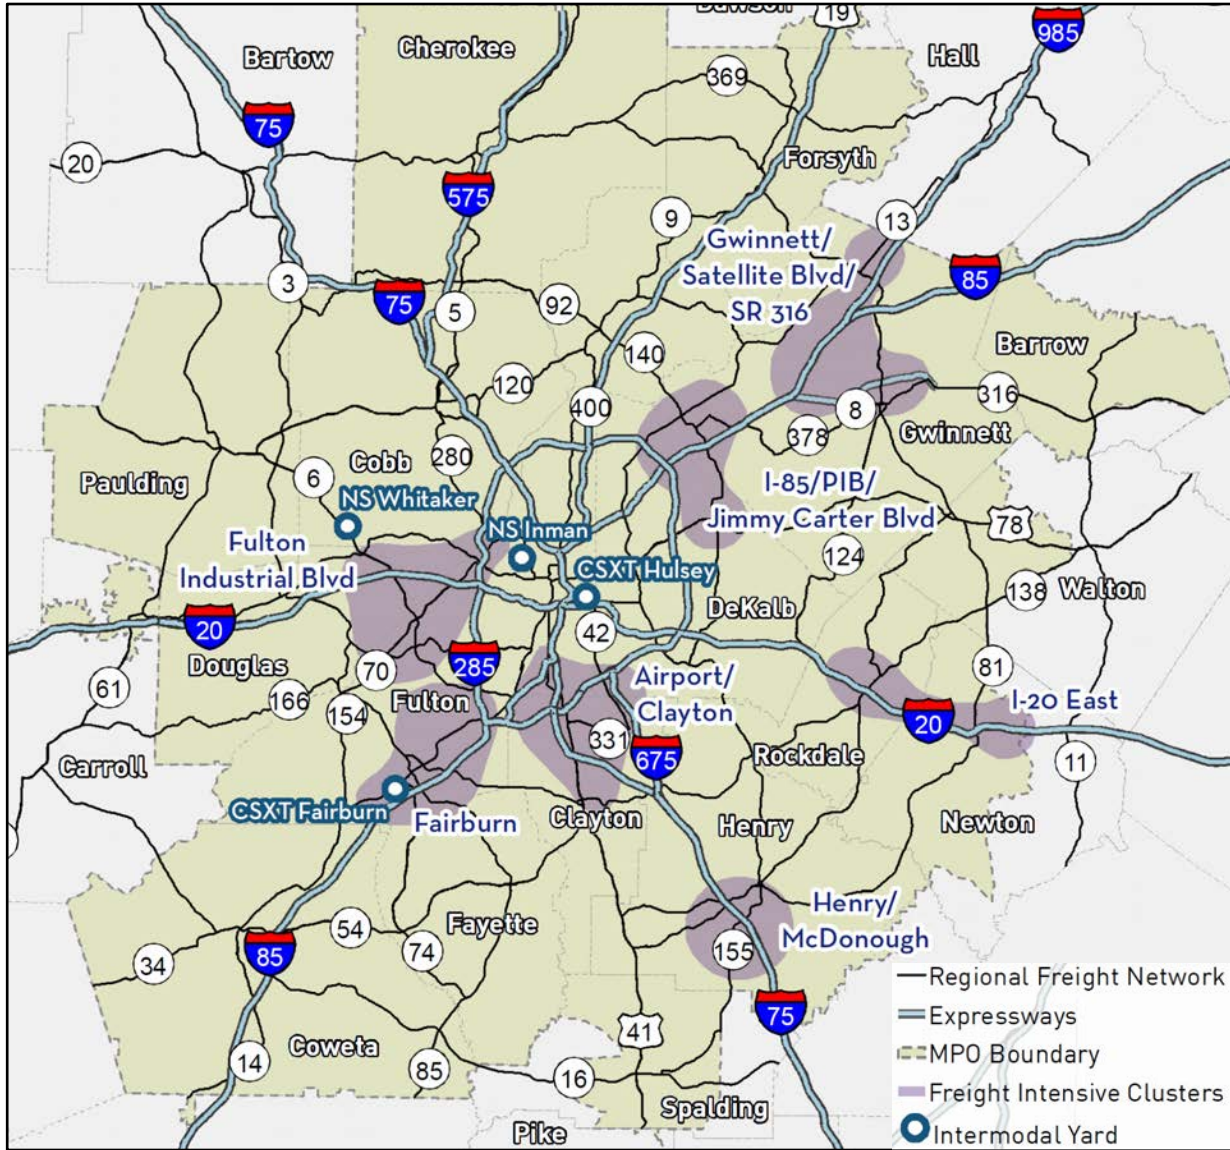 Dawson
19
Hall
985
Bartow
Cherokee
369
75
Forsyth
20
575
9
13
Gwinnett/
Satellite Blvd/
SR 316
85
3
75
5
92
140
Barrow
120
400
8
316
378
Gwinnett
280
Cobb
6
Paulding
NS Whitaker
I-85/PIB/
Jimmy Carter Blvd
78
NS Inman
Fulton
Industrial Blvd
124
CSXT Hulsey
138
Walton
DeKalb
20
42
Douglas
285
70
81
61
166
154
Fulton
Airport/
Clayton
I-20 East
20
331
675
Rockdale
11
Carroll
CSXT Fairburn
Fairburn
Clayton
Henry
Newton
Henry/
McDonough
54
Fayette
34
85
74
155
75
41
14
Coweta
85
16
Spalding
Pike
Regional Freight Network
Expressways
MPO Boundary
Freight Intensive Clusters
Intermodal Yard